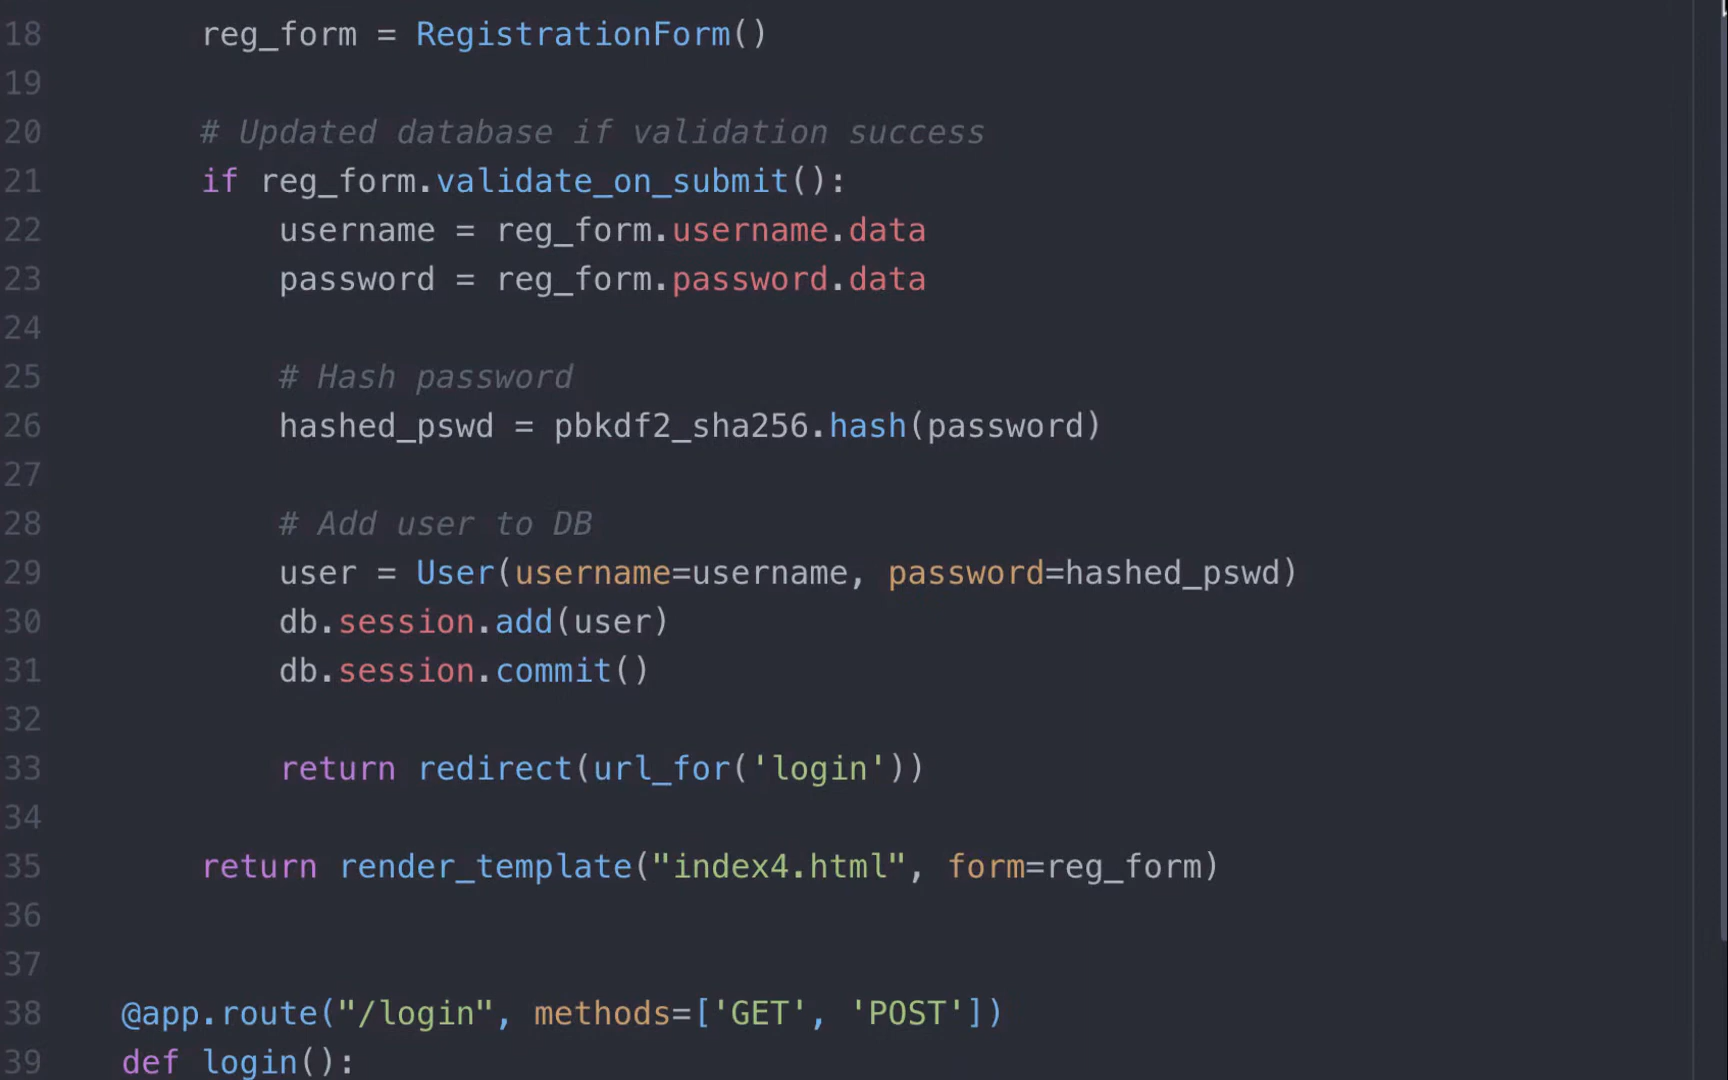 18 reg_form = RegistrationForm()
19
20 # Updated database if validation success
21 if reg_form.validate_on_submit():
22 username = reg_form.username.data
23 password = reg_form.password.data
24
25 # Hash password
26 hashed_pswd = pbkdf2_sha256.hash(password)
27
28 # Add user to DB
29 user = User(username=username, password=hashed_pswd)
30 db.session.add(user)
31 db.session.commit()
32
33 return redirect(url_for('login'))
34
35 return render_template("index4.html", form=reg_form)
36
37
38 @app.route("/login", methods=['GET', 'POST'])
39 def login():